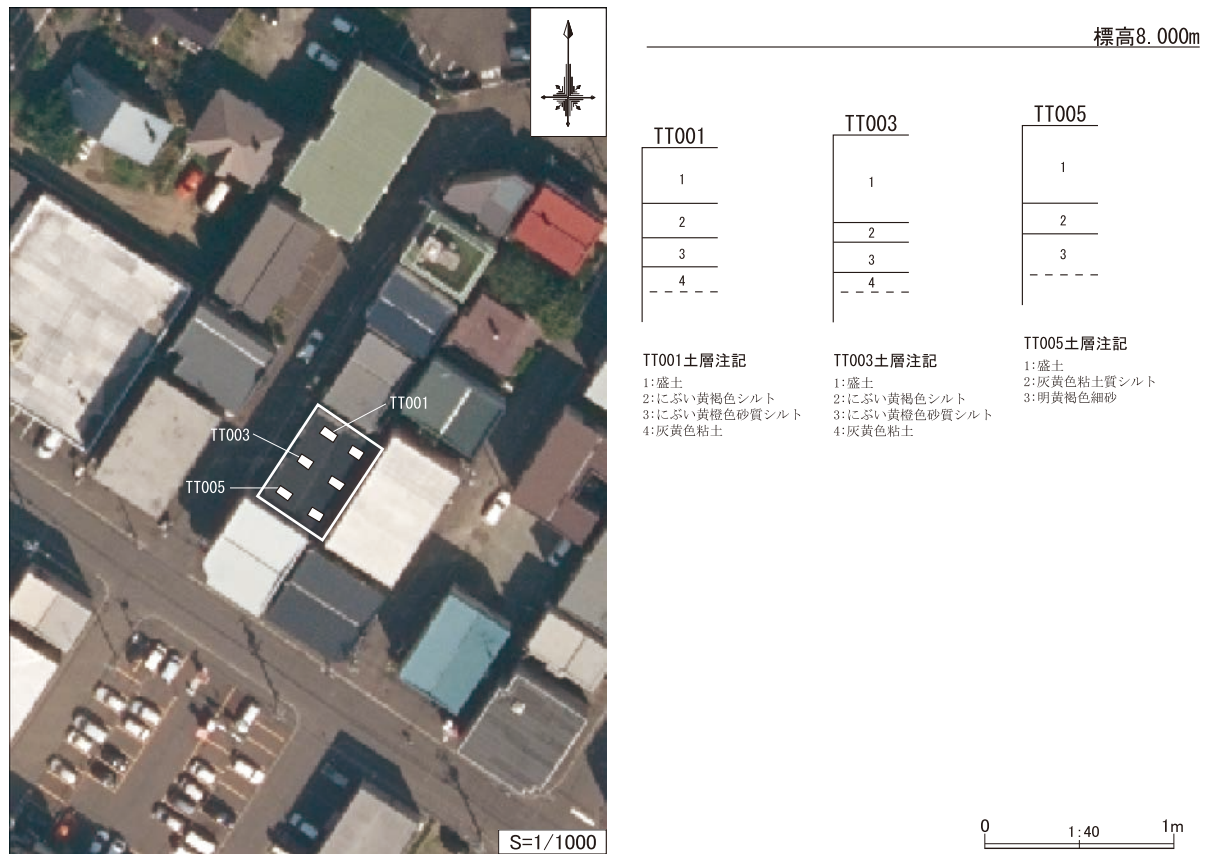 TT001
TT003
TT005
S=1/1000
標高8.000m
TT001
1
2
3
4
TT003
1
2
3
4
TT005
1
2
3
TT001土層注記
1:盛土
2:にぶい黄褐色シルト
3:にぶい黄橙色砂質シルト
4:灰黄色粘土
TT003土層注記
1:盛土
2:にぶい黄褐色シルト
3:にぶい黄橙色砂質シルト
4:灰黄色粘土
TT005土層注記
1:盛土
2:灰黄色粘土質シルト
3:明黄褐色細砂
0 1:40 1m